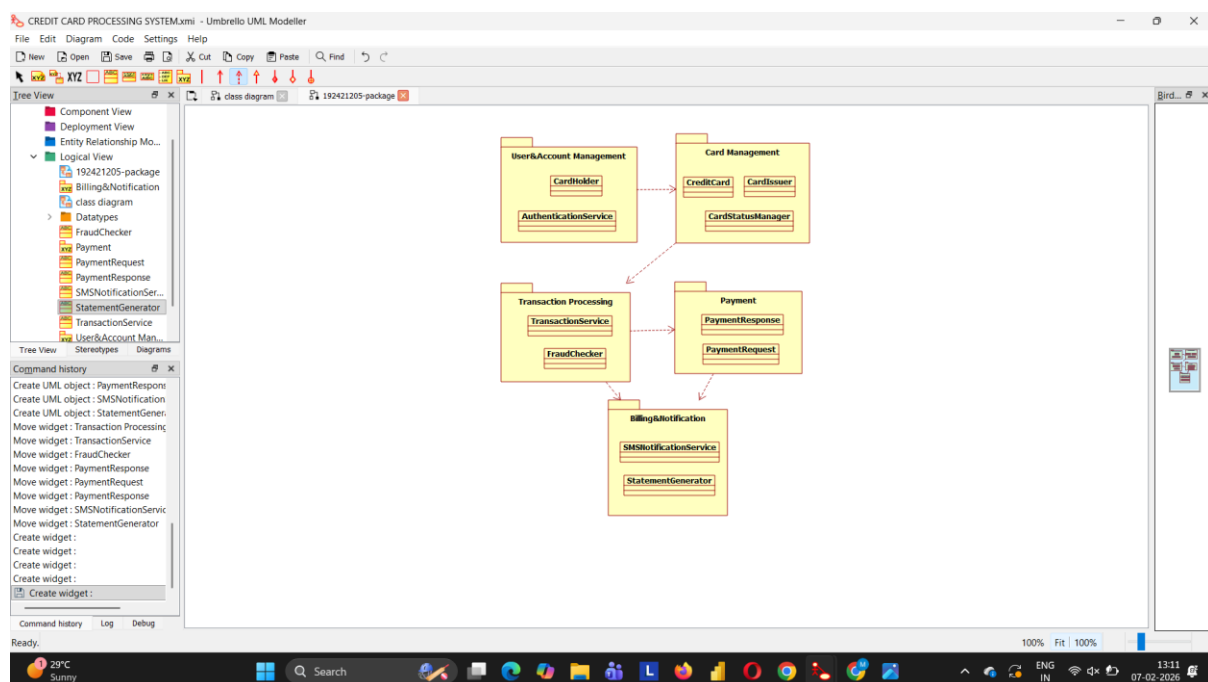 CREDIT CARD PROCESSING SYSTEM.xmi - Umbrello UML Modeller
File Edit Diagram Code Settings Help
New Open Save Cut Copy Paste Find
XYZ
Tree View
class diagram
192421205-package
Bird...
Component View
Deployment View
Entity Relationship Mo...
Logical View
192421205-package
Billing&Notification
class diagram
Datatypes
FraudChecker
Payment
PaymentRequest
PaymentResponse
SMSNotificationSer...
StatementGenerator
TransactionService
User&Account Man...
Tree View Stereotypes Diagrams
Command history
Create UML object : PaymentRespons
Create UML object : SMSNotification
Create UML object : StatementGenera
Move widget : Transaction Processing
Move widget : TransactionService
Move widget : FraudChecker
Move widget : PaymentResponse
Move widget : PaymentRequest
Move widget : PaymentResponse
Move widget : SMSNotificationServic
Move widget : StatementGenerator
Create widget :
Create widget :
Create widget :
Create widget :
Create widget :
Command history Log Debug
User&Account Management
CardHolder
AuthenticationService
Card Management
CreditCard CardIssuer
CardStatusManager
Transaction Processing
TransactionService
FraudChecker
Payment
PaymentResponse
PaymentRequest
Billing&Notification
SMSNotificationService
StatementGenerator
Ready.
100% Fit 100%
1
29°C
Sunny
Search
L
ENG
IN
13:11
07-02-2026